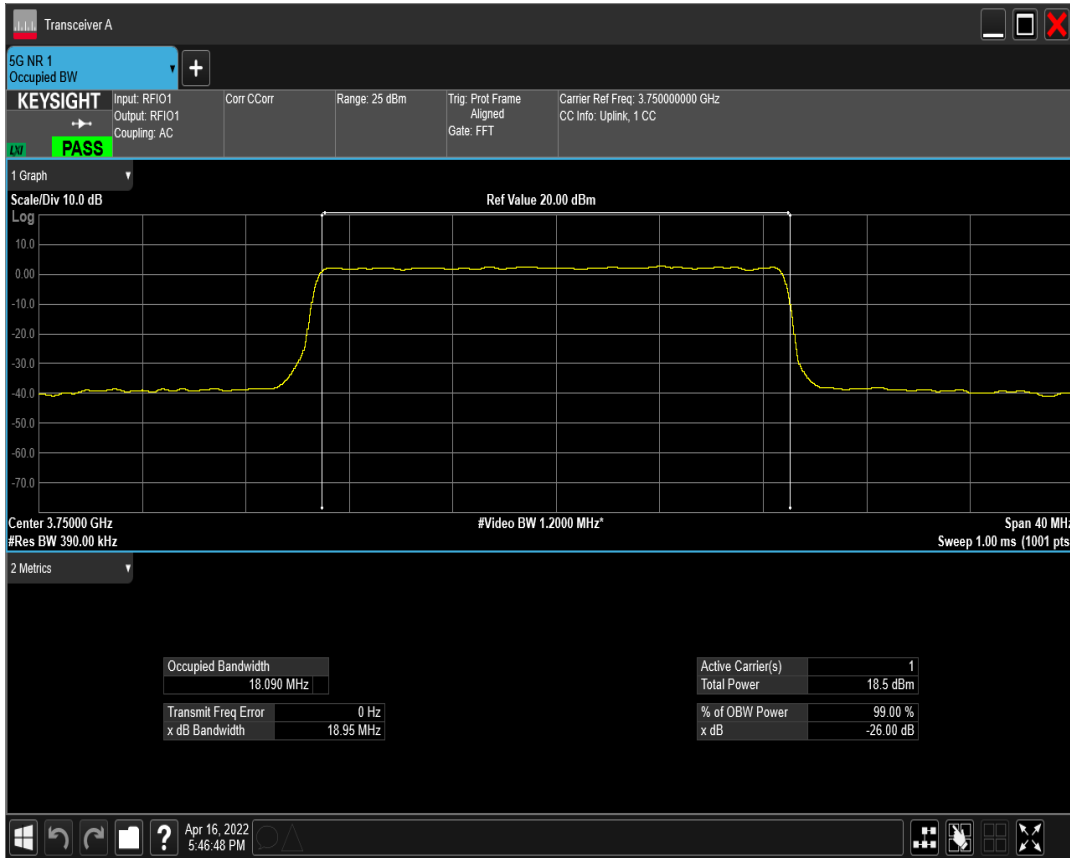 Transceiver A
5G NR 1
Occupied BW
+
KEYSIGHT
LXI
PASS
Input: RFIO1
Output: RFIO1
Coupling: AC
Corr CCorr
Range: 25 dBm
Trig: Prot Frame
Aligned
Gate: FFT
Carrier Ref Freq: 3.750000000 GHz
CC Info: Uplink, 1 CC
1 Graph
Scale/Div 10.0 dB
Ref Value 20.00 dBm
Log
10.0
0.00
-10.0
-20.0
-30.0
-40.0
-50.0
-60.0
-70.0
Center 3.75000 GHz
#Video BW 1.2000 MHz*
Span 40 MHz
#Res BW 390.00 kHz
Sweep 1.00 ms (1001 pts
2 Metrics
Occupied Bandwidth
18.090 MHz
Transmit Freq Error 0 Hz
x dB Bandwidth 18.95 MHz
Active Carrier(s) 1
Total Power 18.5 dBm
% of OBW Power 99.00 %
x dB -26.00 dB
?
Apr 16, 2022
5:46:48 PM